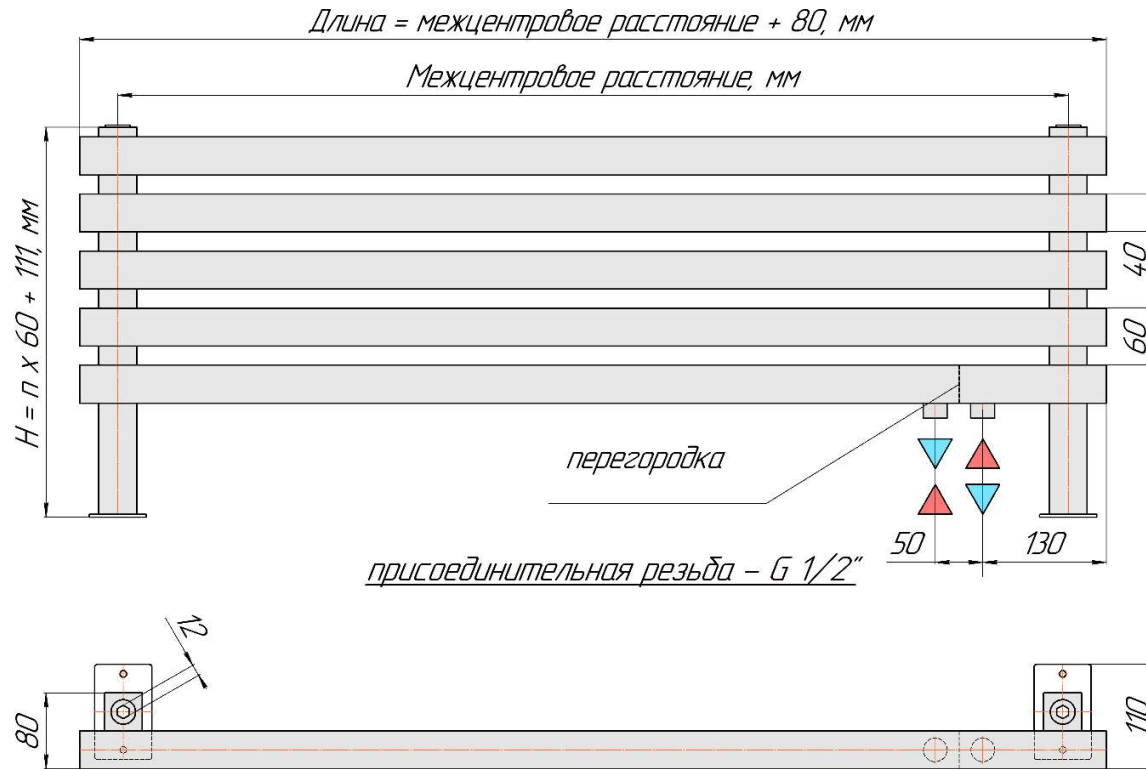 Длина = межцентровое расстояние + 80, мм
Межцентровое расстояние, мм
H = n x 60 + 111, мм
40
60
перегородка
50
130
присоединительная резьба – G 1/2"
12
80
110